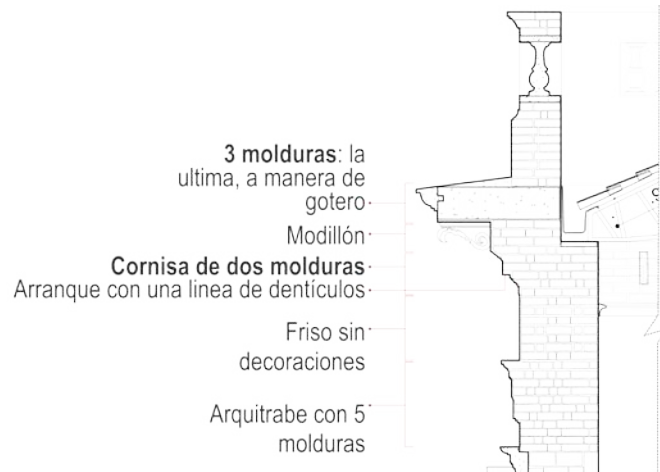 3 molduras: la
ultima, a manera de
gotero
Modillón
Cornisa de dos molduras
Arranque con una linea de dentículos
Friso sin
decoraciones
Arquitrabe con 5
molduras